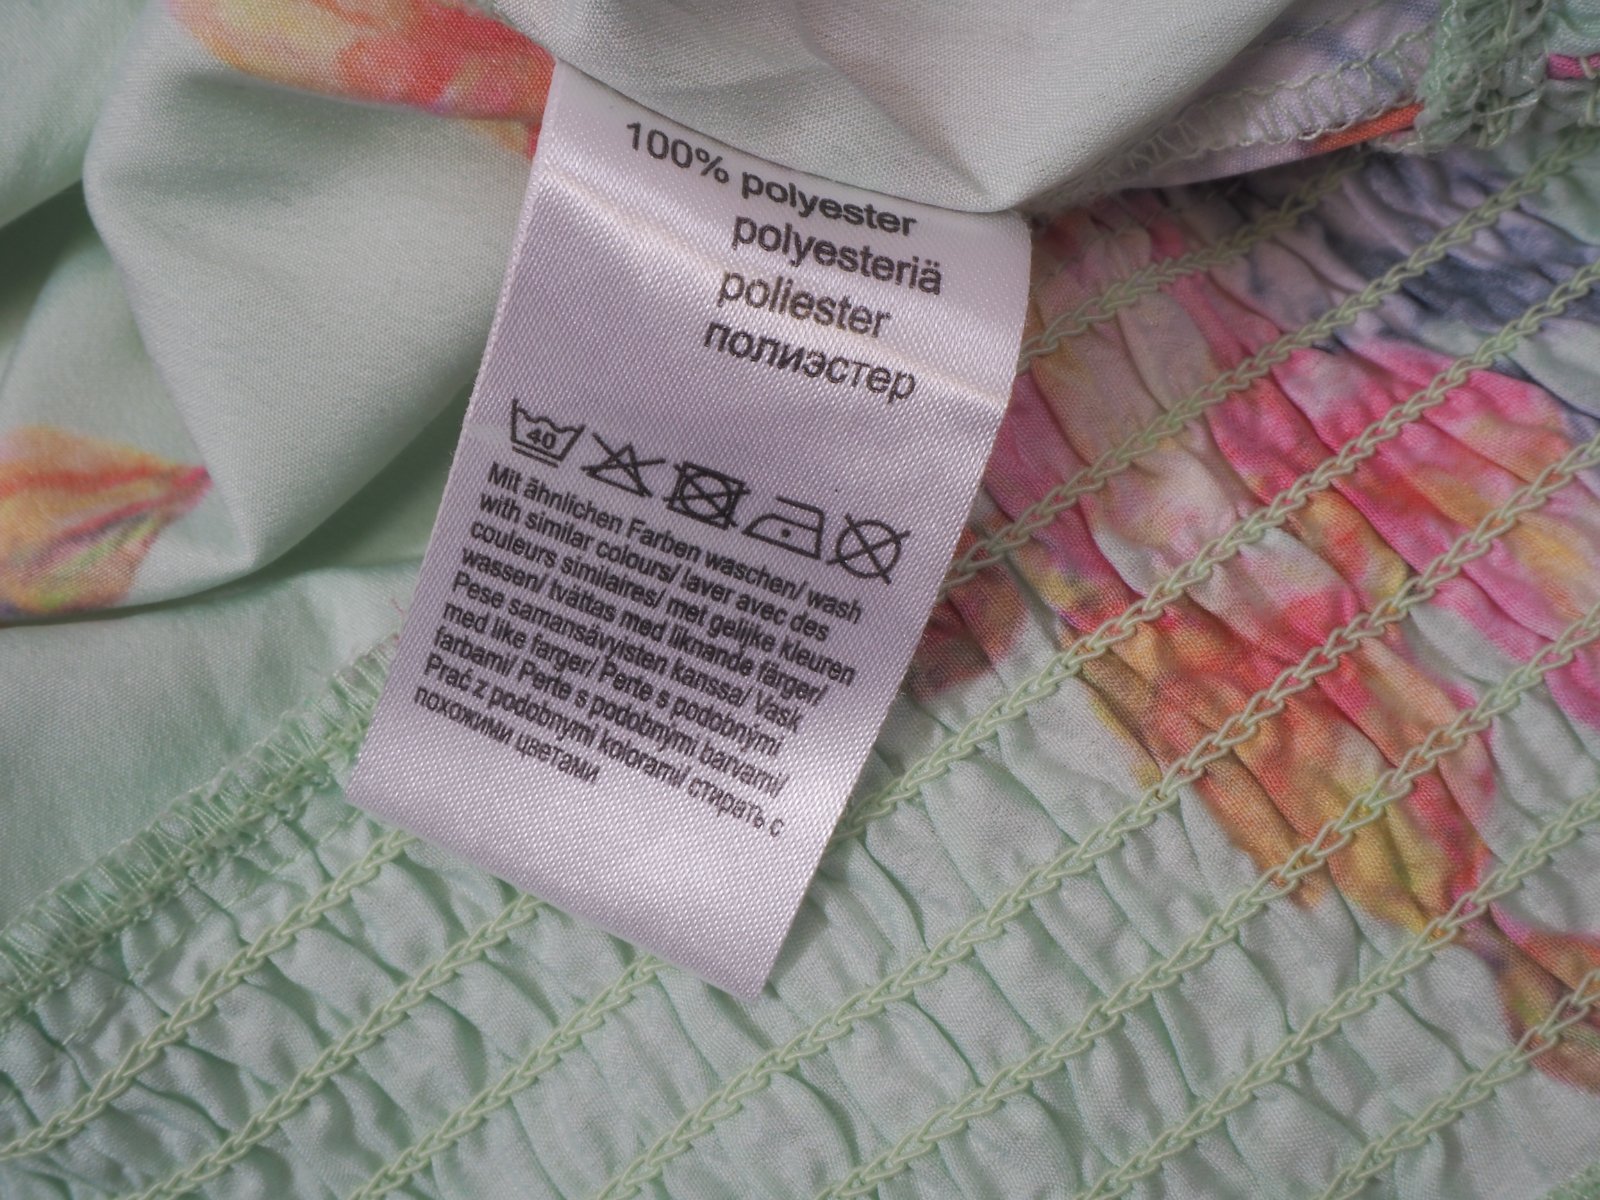 100% polyester
polyesteriä
poliester
полиэстер
40
Mit ähnlichen Farben waschen/ wash
with similar colours/ laver avec des
couleurs similaires/ met gelijke kleuren
wassen/ tvättas med liknande färger/
Pese samansävyisten kanssa/ Vask
med like farger/ Perte s podobnými
farbami/ Perte s podobnými barvami/
Prać z podobnymi kolorami/ стирать с
похожими цветами